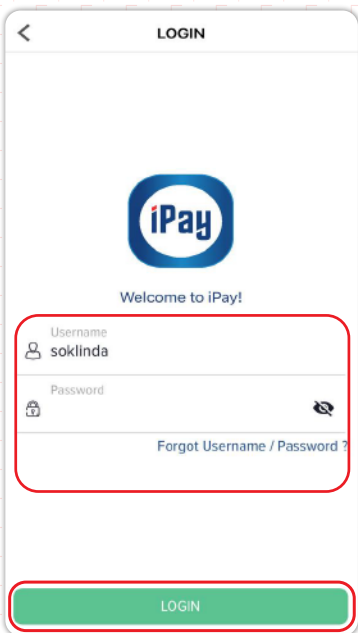 LOGIN
iPay
Welcome to iPay!
Username
soklinda
Password
Forgot Username / Password ?
LOGIN